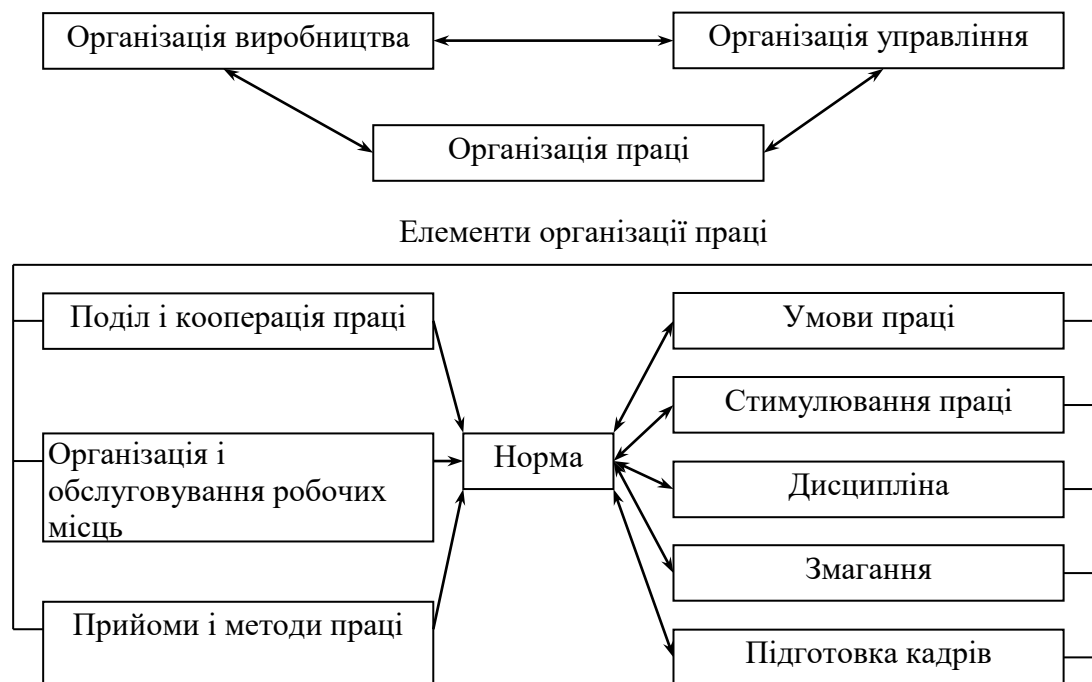 Організація виробництва
Організація управління
Організація праці
Елементи організації праці
Поділ і кооперація праці
Організація і
обслуговування робочих
місць
Прийоми і методи праці
Норма
Умови праці
Стимулювання праці
Дисципліна
Змагання
Підготовка кадрів